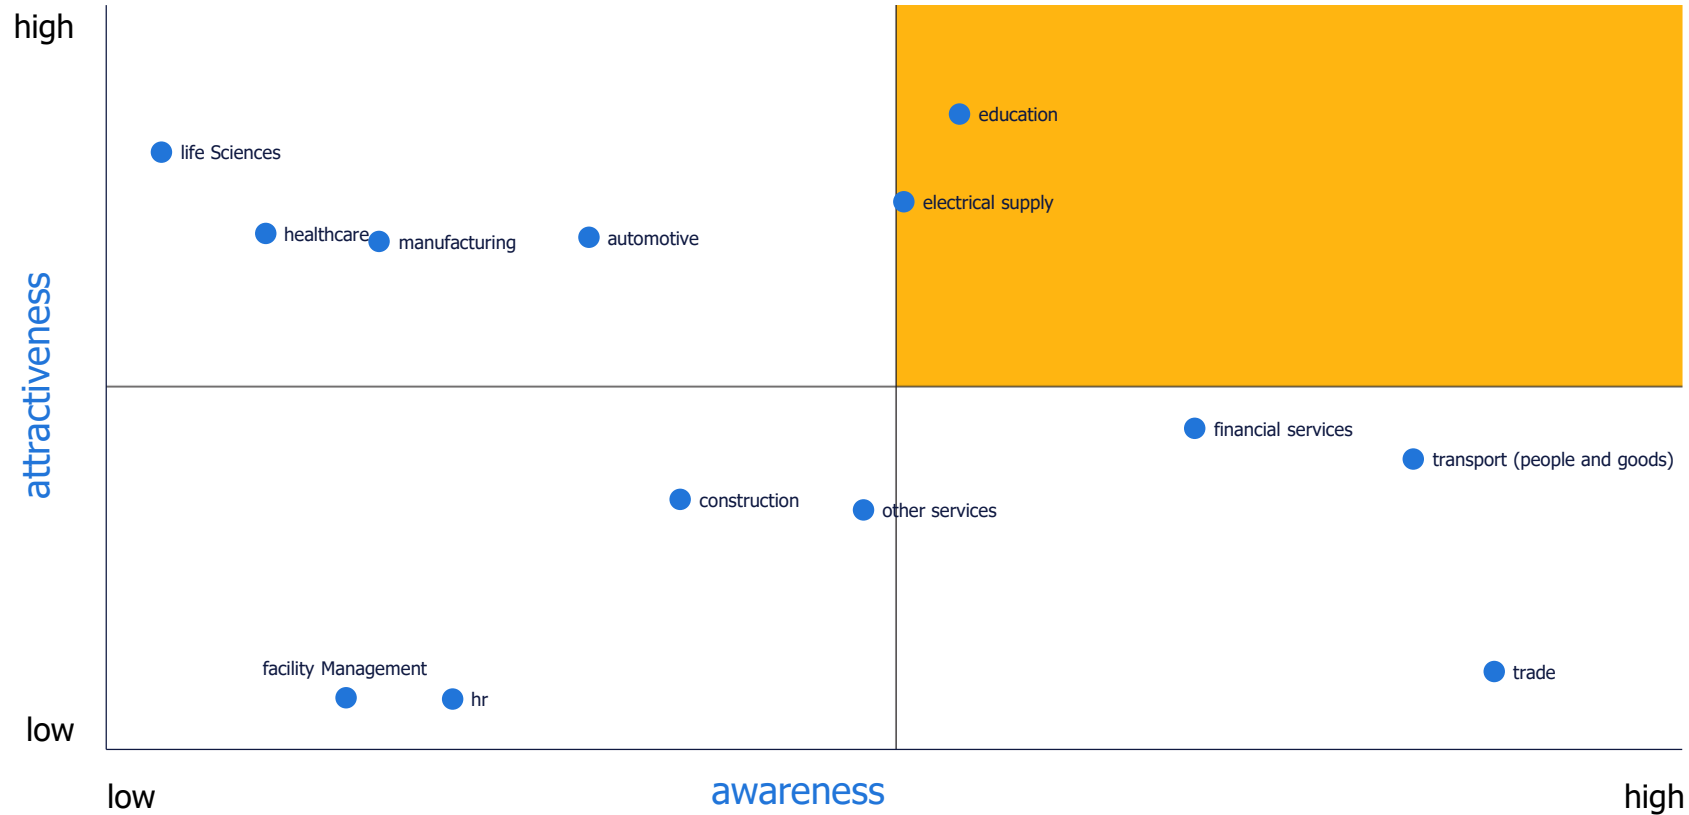 high
education
life Sciences
electrical supply
healthcare
manufacturing
automotive
attractiveness
financial services
transport (people and goods)
construction
other services
facility Management
hr
trade
low
low
awareness
high